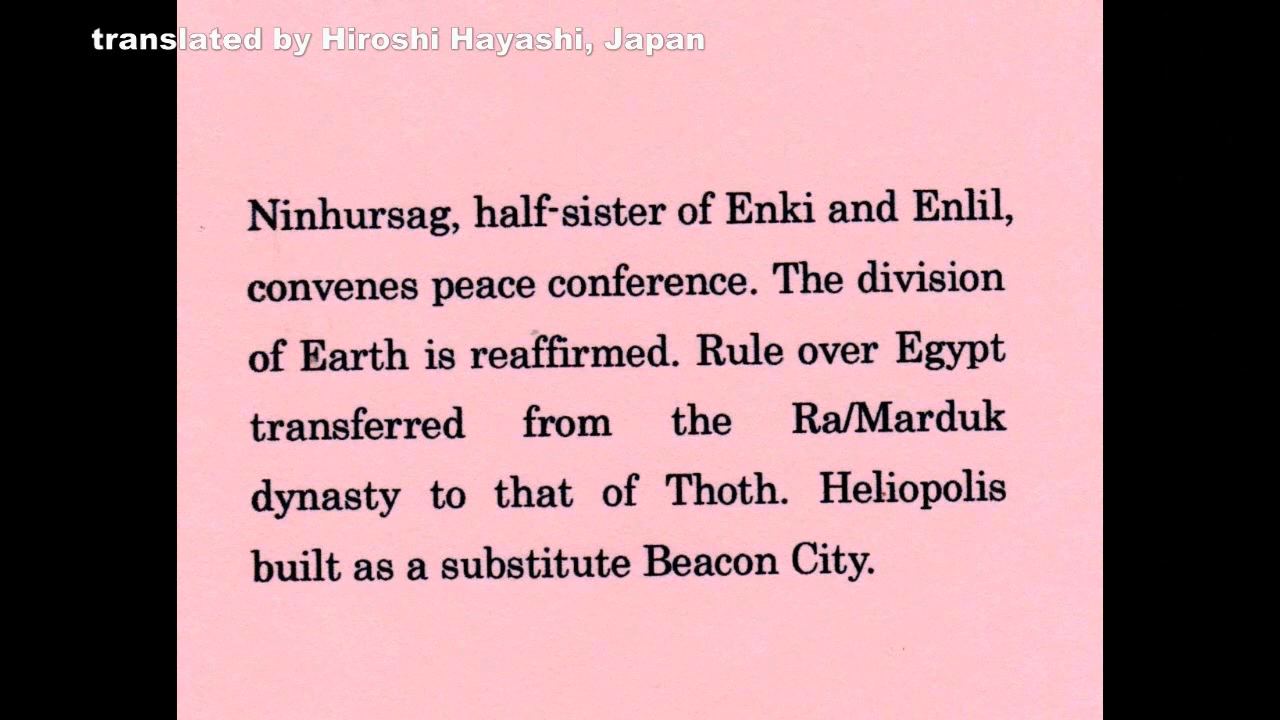 translated by Hiroshi Hayashi, Japan
Ninhursag, half-sister of Enki and Enlil,
convenes peace conference. The division
of Earth is reaffirmed. Rule over Egypt
transferred from the Ra/Marduk
dynasty to that of Thoth. Heliopolis
built as a substitute Beacon City.